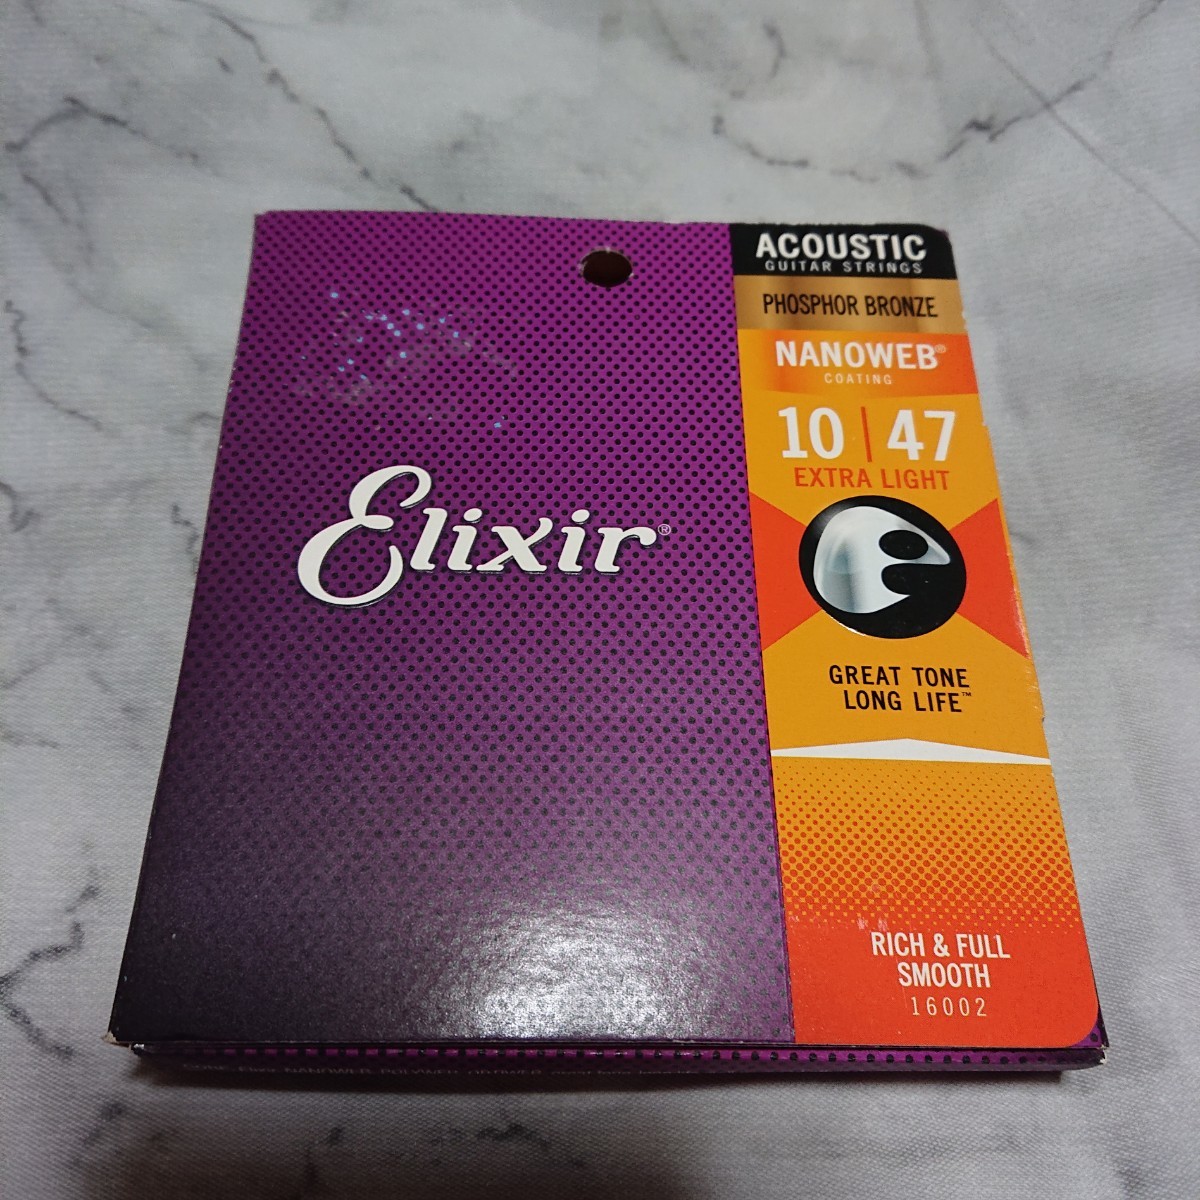 Elixir®
ACOUSTIC
GUITAR STRINGS
PHOSPHOR BRONZE
NANOWEB®
COATING
10 | 47
EXTRA LIGHT
GREAT TONE
LONG LIFE™
RICH & FULL
SMOOTH
16002